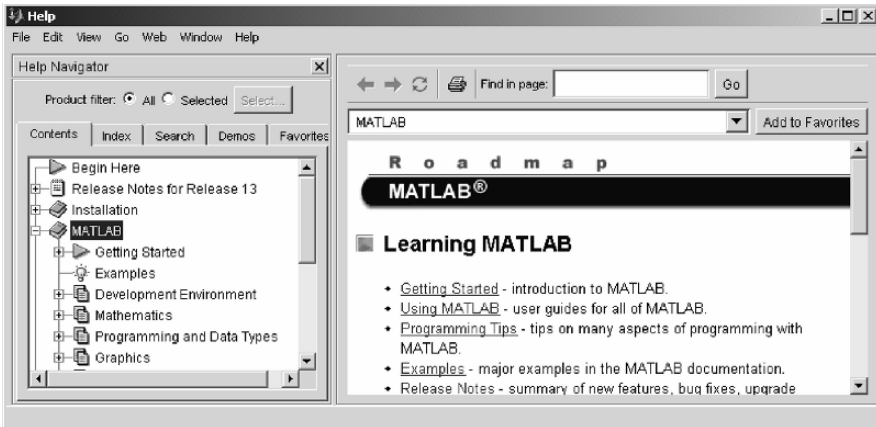 Help
File Edit View Go Web Window Help
Help Navigator
Product filter: All Selected Select...
Contents Index Search Demos Favorites
Begin Here
Release Notes for Release 13
Installation
MATLAB
Getting Started
Examples
Development Environment
Mathematics
Programming and Data Types
Graphics
Find in page: Go
MATLAB Add to Favorites
Roadmap
MATLAB®
Learning MATLAB
Getting Started - introduction to MATLAB.
Using MATLAB - user guides for all of MATLAB.
Programming Tips - tips on many aspects of programming with
MATLAB.
Examples - major examples in the MATLAB documentation.
Release Notes - summary of new features, bug fixes, upgrade